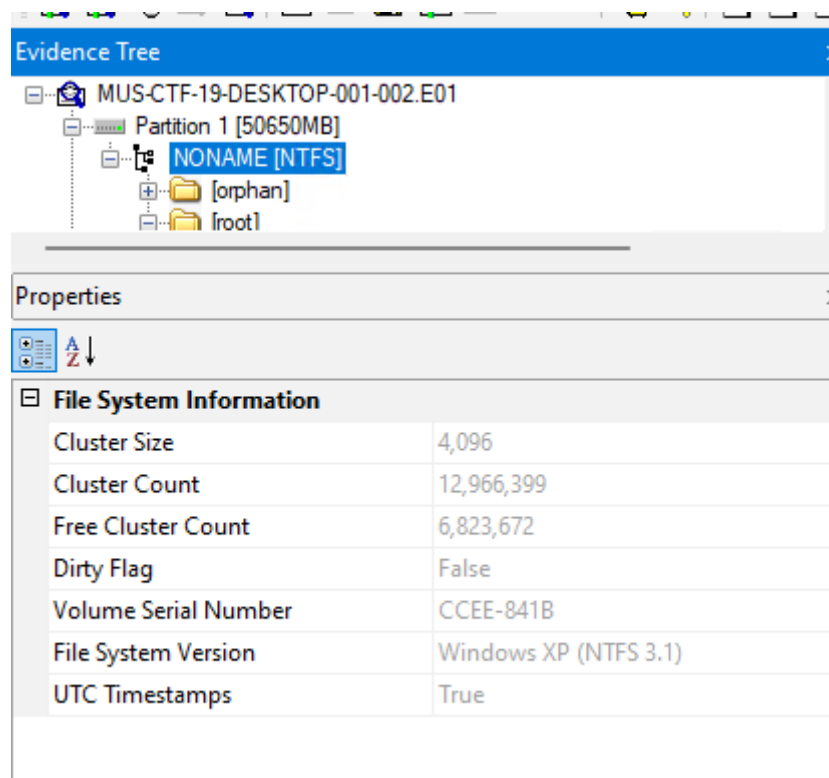 Evidence Tree
MUS-CTF-19-DESKTOP-001-002.E01
Partition 1 [50650MB]
NONAME [NTFS]
[orphan]
[root]
Properties
A
Z
File System Information
Cluster Size 4,096
Cluster Count 12,966,399
Free Cluster Count 6,823,672
Dirty Flag False
Volume Serial Number CCEE-841B
File System Version Windows XP (NTFS 3.1)
UTC Timestamps True